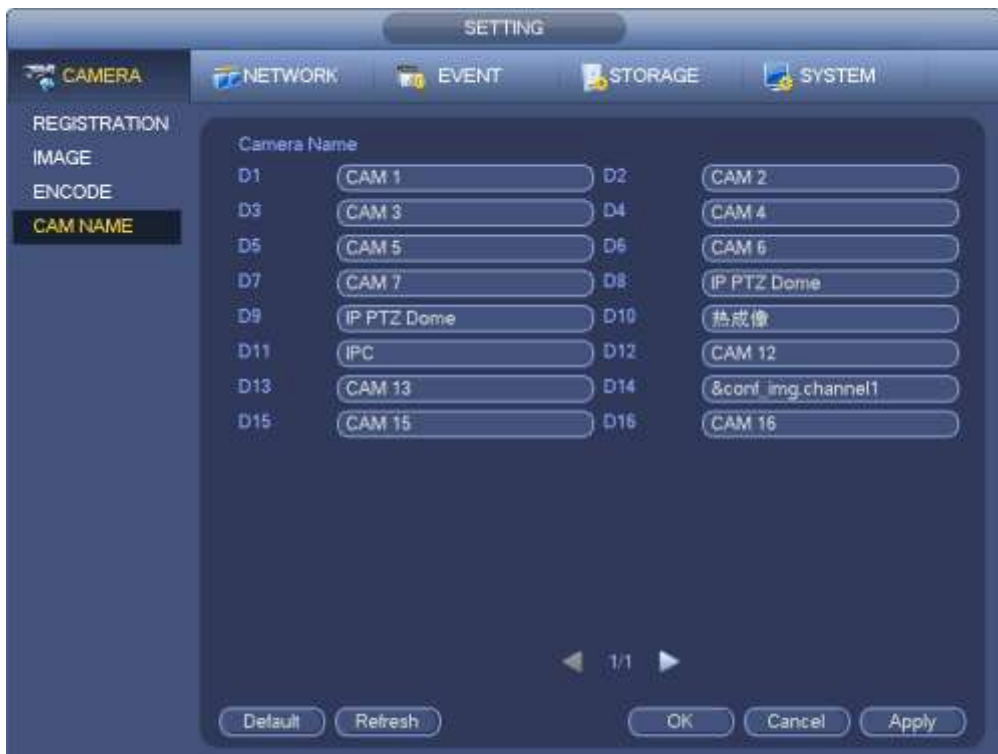 SETTING
CAMERA NETWORK EVENT STORAGE SYSTEM
REGISTRATION
IMAGE
ENCODE
CAM NAME
Camera Name
D1 CAM 1 D2 CAM 2
D3 CAM 3 D4 CAM 4
D5 CAM 5 D6 CAM 6
D7 CAM 7 D8 IP PTZ Dome
D9 IP PTZ Dome D10 热成像
D11 IPC D12 CAM 12
D13 CAM 13 D14 &conf_img.channel1
D15 CAM 15 D16 CAM 16
1/1
Default Refresh OK Cancel Apply